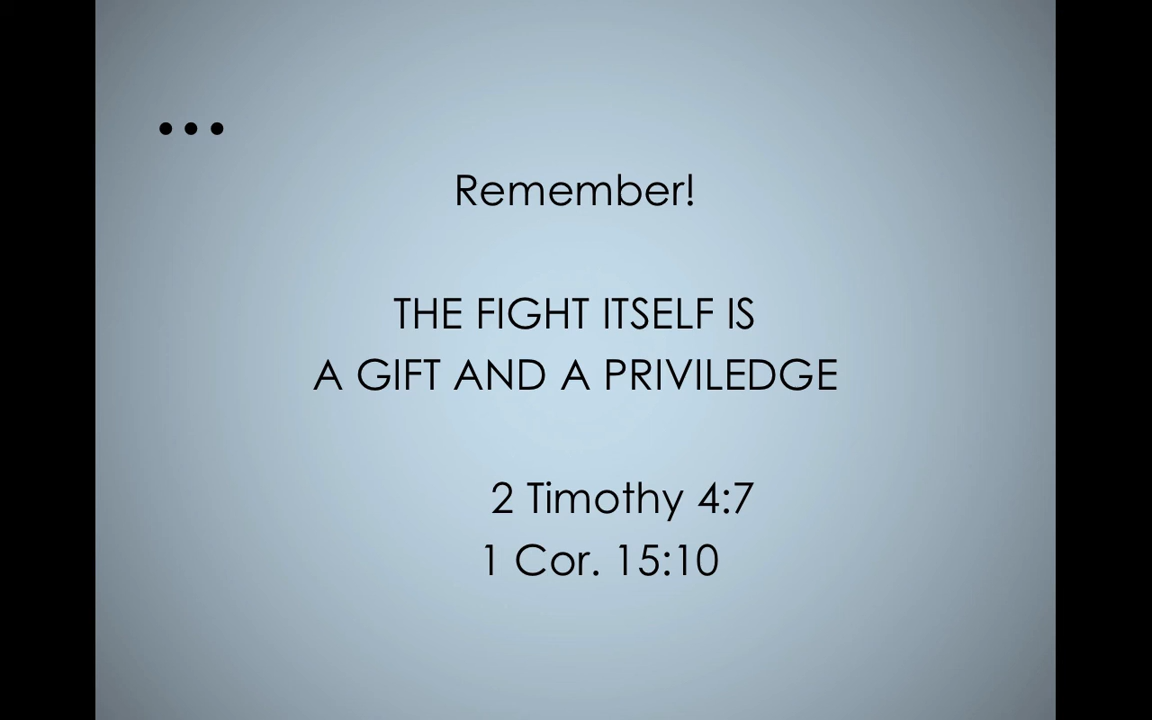 ...
Remember!
THE FIGHT ITSELF IS
A GIFT AND A PRIVILEDGE
2 Timothy 4:7
1 Cor. 15:10